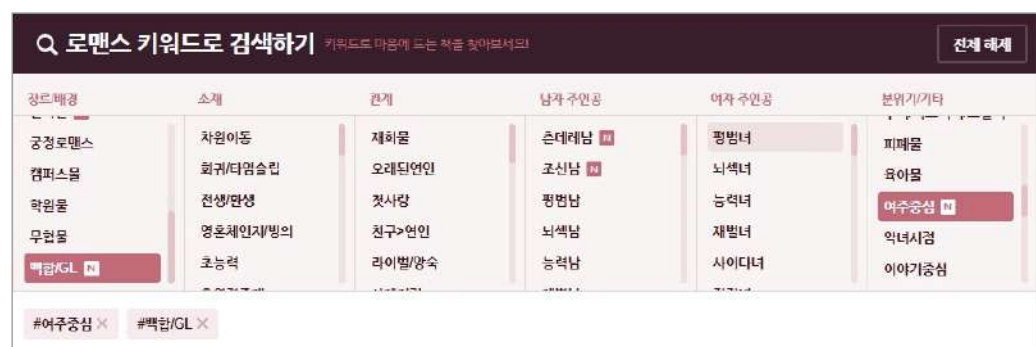 로맨스 키워드로 검색하기 키워드로 마음에 드는 책을 찾아보세요!
전체 해제
장르/배경 소재 관계 남자 주인공 여자 주인공 분위기/기타
궁정로맨스 차원이동 재회물 츤데레남 N 평범녀 피폐물
캠퍼스물 회귀/타임슬립 오래된연인 조신남 N 뇌섹녀 육아물
학원물 전생/환생 첫사랑 평범남 능력녀 여주중심 N
무협물 영혼체인지/빙의 친구>연인 뇌섹남 재벌녀 악녀시점
백합/GL N 초능력 라이벌/앙숙 능력남 사이다녀 이야기중심
#여주중심 × #백합/GL ×